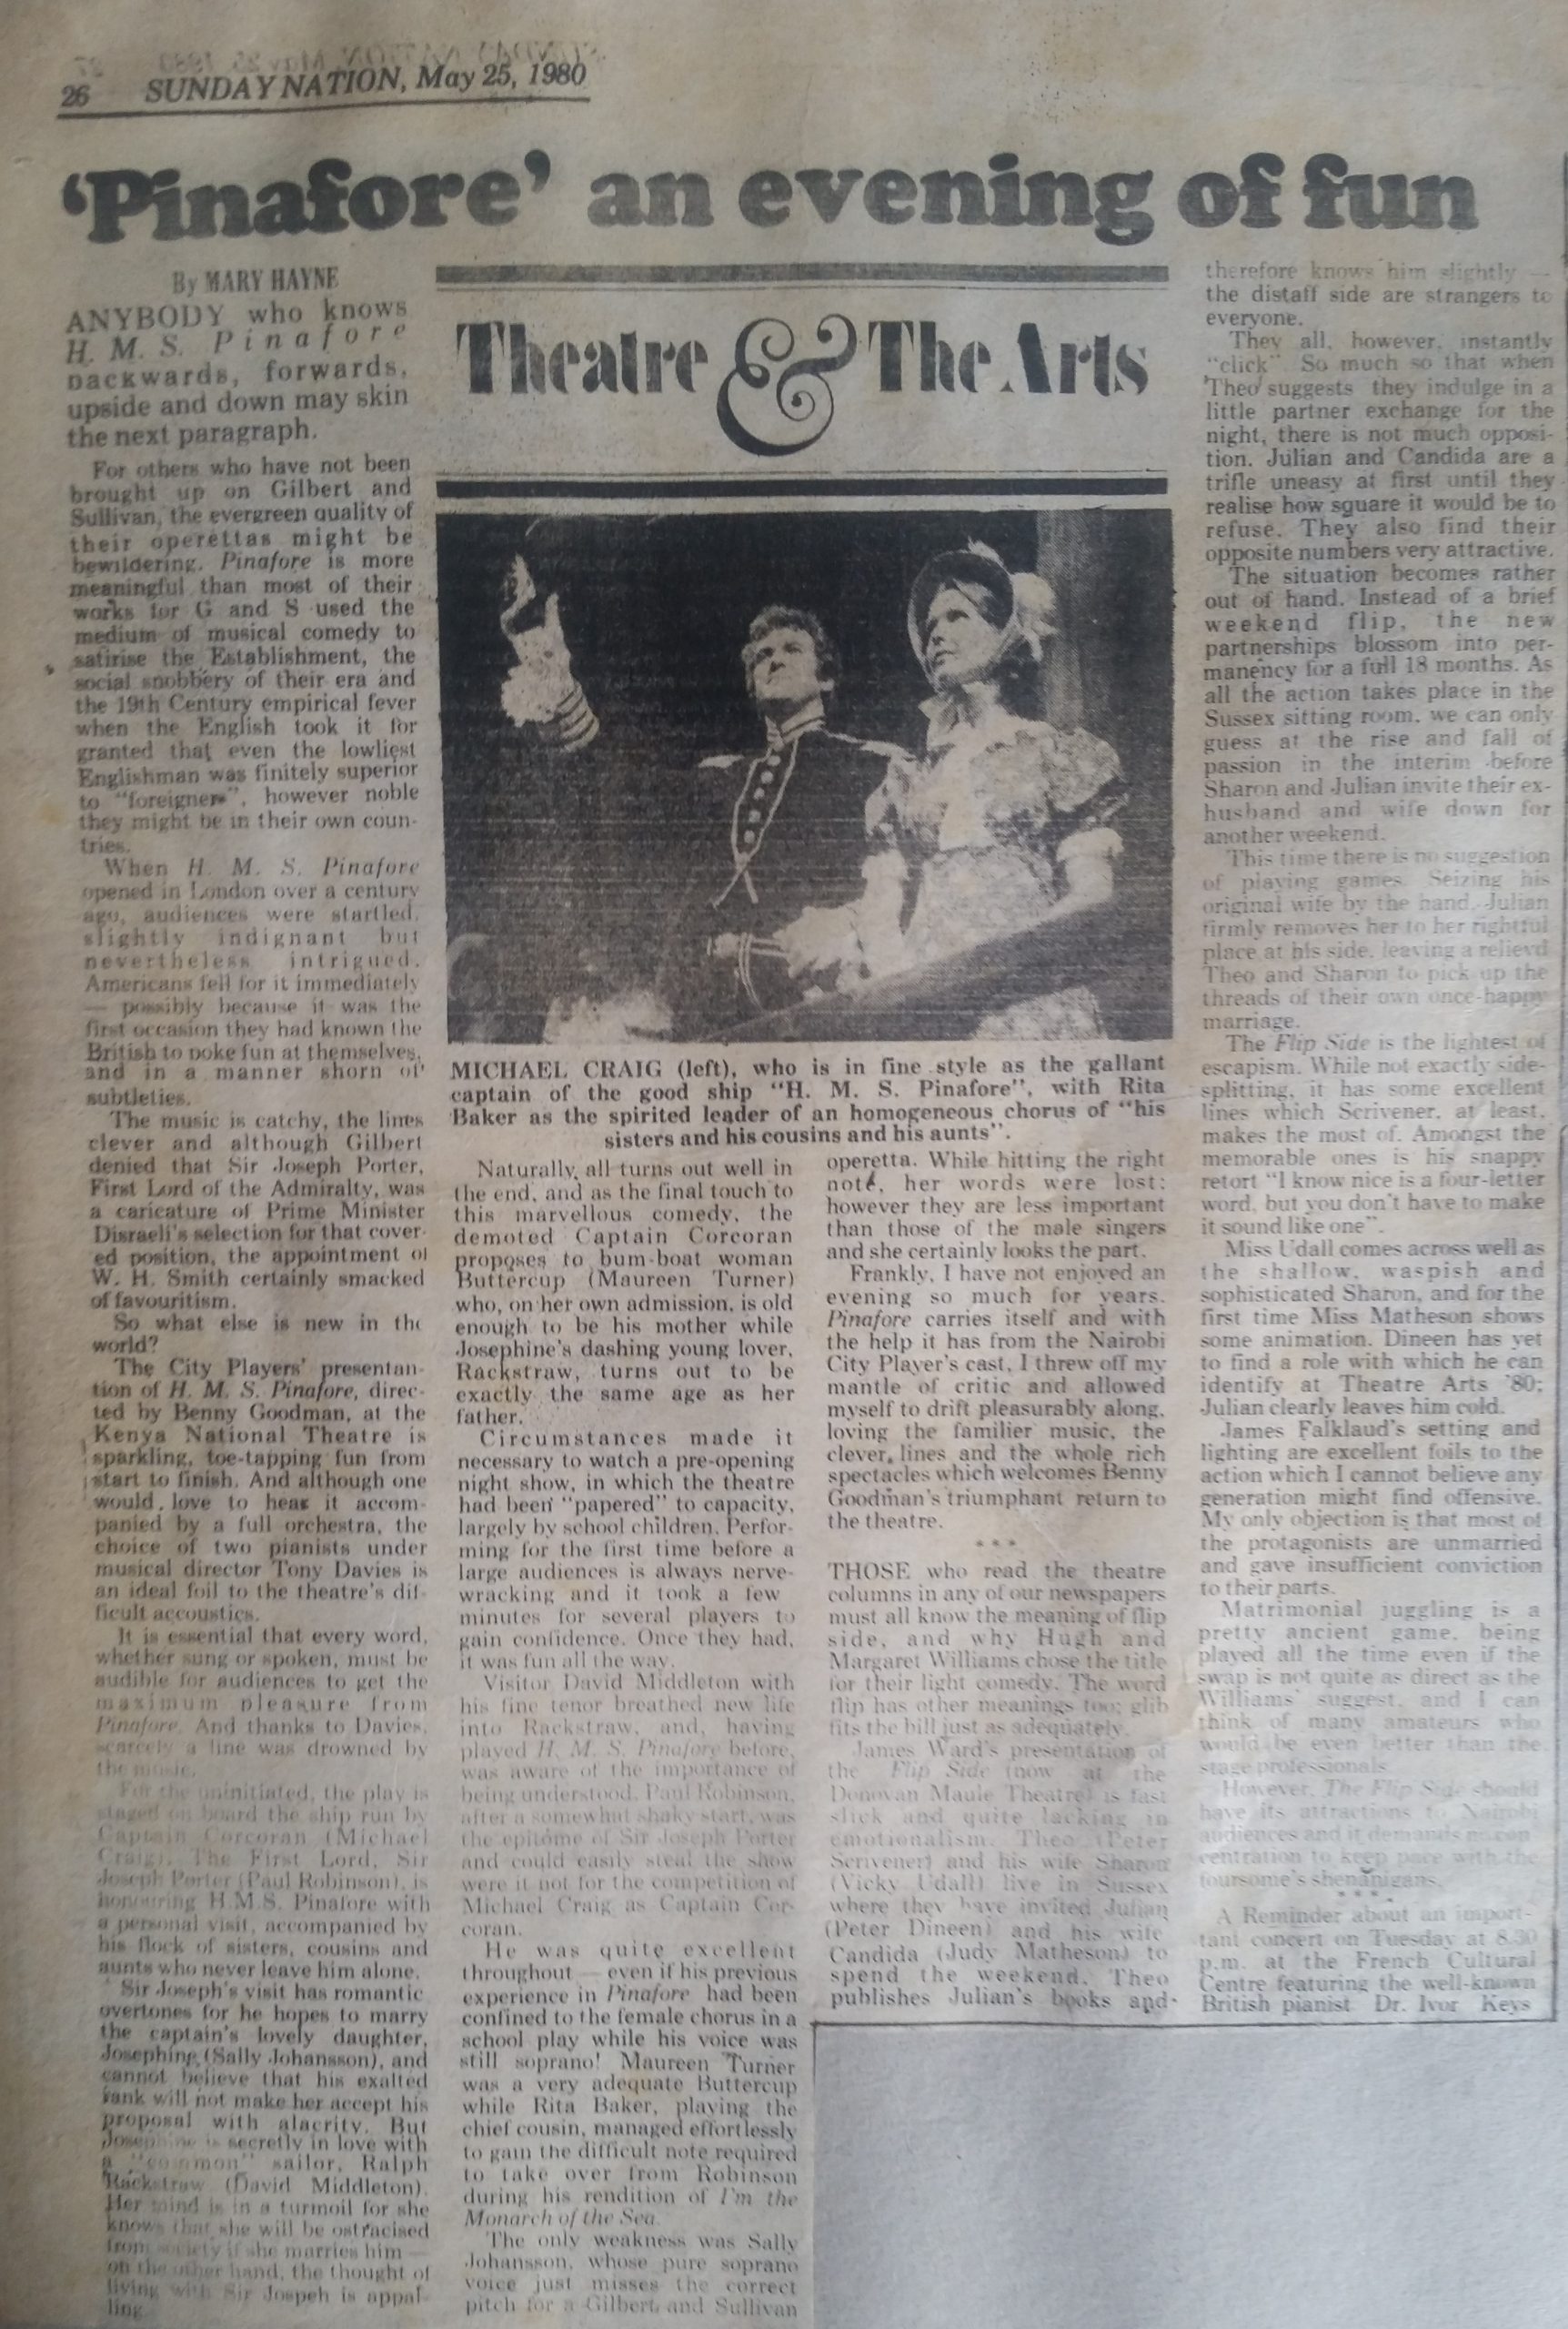 26 SUNDAY NATION, May 25, 1980
'Pinafore' an evening of fun
By MARY HAYNE
ANYBODY who knows
H. M. S. Pinafore
backwards, forwards,
upside and down may skin
the next paragraph.
For others who have not been
brought up on Gilbert and
Sullivan, the evergreen quality of
their operettas might be
bewildering. Pinafore is more
meaningful than most of their
works for G and S used the
medium of musical comedy to
satirise the Establishment, the
social snobbery of their era and
the 19th Century empirical fever
when the English took it for
granted that even the lowliest
Englishman was finitely superior
to "foreigners", however noble
they might be in their own coun-
tries.
When H. M. S. Pinafore
opened in London over a century
ago, audiences were startled,
slightly indignant but
nevertheless intrigued.
Americans fell for it immediately
— possibly because it was the
first occasion they had known the
British to poke fun at themselves,
and in a manner shorn of
subtleties.
The music is catchy, the lines
clever and although Gilbert
denied that Sir Joseph Porter,
First Lord of the Admiralty, was
a caricature of Prime Minister
Disraeli's selection for that cover-
ed position, the appointment of
W. H. Smith certainly smacked
of favouritism.
So what else is new in the
world?
The City Players' presentan-
tion of H. M. S. Pinafore, direc-
ted by Benny Goodman, at the
Kenya National Theatre is
sparkling, toe-tapping fun from
start to finish. And although one
would love to hear it accom-
panied by a full orchestra, the
choice of two pianists under
musical director Tony Davies is
an ideal foil to the theatre's dif-
ficult accoustics.
It is essential that every word,
whether sung or spoken, must be
audible for audiences to get the
maximum pleasure from
Pinafore. And thanks to Davies,
scarcely a line was drowned by
the music.
For the uninitiated, the play is
staged on board the ship run by
Captain Corcoran (Michael
Craig). The First Lord, Sir
Joseph Porter (Paul Robinson), is
honouring H.M.S. Pinafore with
a personal visit, accompanied by
his flock of sisters, cousins and
aunts who never leave him alone.
Sir Joseph's visit has romantic
overtones for he hopes to marry
the captain's lovely daughter,
Josephing (Sally Johansson), and
cannot believe that his exalted
rank will not make her accept his
proposal with alacrity. But
Josephine is secretly in love with
a "common" sailor, Ralph
Rackstraw (David Middleton).
Her mind is in a turmoil for she
knows that she will be ostracised
from society if she marries him —
on the other hand, the thought of
living with Sir Jospeh is appal-
ling.
Theatre & The Arts
MICHAEL CRAIG (left), who is in fine style as the gallant
captain of the good ship "H. M. S. Pinafore", with Rita
Baker as the spirited leader of an homogeneous chorus of "his
sisters and his cousins and his aunts".
Naturally, all turns out well in
the end, and as the final touch to
this marvellous comedy, the
demoted Captain Corcoran
proposes to bum-boat woman
Buttercup (Maureen Turner)
who, on her own admission, is old
enough to be his mother while
Josephine's dashing young lover,
Rackstraw, turns out to be
exactly the same age as her
father.
Circumstances made it
necessary to watch a pre-opening
night show, in which the theatre
had been "papered" to capacity,
largely by school children. Perfor-
ming for the first time before a
large audiences is always nerve-
wracking and it took a few
minutes for several players to
gain confidence. Once they had,
it was fun all the way.
Visitor David Middleton with
his fine tenor breathed new life
into Rackstraw, and, having
played H. M. S. Pinafore before,
was aware of the importance of
being understood. Paul Robinson,
after a somewhat shaky start, was
the epitome of Sir Joseph Porter
and could easily steal the show
were it not for the competition of
Michael Craig as Captain Cor-
coran.
He was quite excellent
throughout — even if his previous
experience in Pinafore had been
confined to the female chorus in a
school play while his voice was
still soprano! Maureen Turner
was a very adequate Buttercup
while Rita Baker, playing the
chief cousin, managed effortlessly
to gain the difficult note required
to take over from Robinson
during his rendition of I'm the
Monarch of the Sea.
The only weakness was Sally
Johansson, whose pure soprano
voice just misses the correct
pitch for a Gilbert and Sullivan
operetta. While hitting the right
note, her words were lost;
however they are less important
than those of the male singers
and she certainly looks the part.
Frankly, I have not enjoyed an
evening so much for years.
Pinafore carries itself and with
the help it has from the Nairobi
City Player's cast, I threw off my
mantle of critic and allowed
myself to drift pleasurably along,
loving the familier music, the
clever lines and the whole rich
spectacles which welcomes Benny
Goodman's triumphant return to
the theatre.
* * *
THOSE who read the theatre
columns in any of our newspapers
must all know the meaning of flip
side, and why Hugh and
Margaret Williams chose the title
for their light comedy. The word
flip has other meanings too; glib
fits the bill just as adequately.
James Ward's presentation of
the Flip Side (now at the
Donovan Maule Theatre) is fast
slick and quite lacking in
emotionalism. Theo (Peter
Scrivener) and his wife Sharon
(Vicky Udall) live in Sussex
where they have invited Julian
(Peter Dineen) and his wife
Candida (Judy Matheson) to
spend the weekend. Theo
publishes Julian's books and
therefore knows him slightly —
the distaff side are strangers to
everyone.
They all, however, instantly
"click" So much so that when
Theo suggests they indulge in a
little partner exchange for the
night, there is not much opposi-
tion. Julian and Candida are a
trifle uneasy at first until they
realise how square it would be to
refuse. They also find their
opposite numbers very attractive.
The situation becomes rather
out of hand. Instead of a brief
weekend flip, the new
partnerships blossom into per-
manency for a full 18 months. As
all the action takes place in the
Sussex sitting room, we can only
guess at the rise and fall of
passion in the interim before
Sharon and Julian invite their ex-
husband and wife down for
another weekend.
This time there is no suggestion
of playing games. Seizing his
original wife by the hand, Julian
firmly removes her to her rightful
place at his side, leaving a relievd
Theo and Sharon to pick up the
threads of their own once-happy
marriage.
The Flip Side is the lightest of
escapism. While not exactly side-
splitting, it has some excellent
lines which Scrivener, at least,
makes the most of. Amongst the
memorable ones is his snappy
retort "I know nice is a four-letter
word, but you don't have to make
it sound like one".
Miss Udall comes across well as
the shallow, waspish and
sophisticated Sharon, and for the
first time Miss Matheson shows
some animation. Dineen has yet
to find a role with which he can
identify at Theatre Arts '80;
Julian clearly leaves him cold.
James Falklaud's setting and
lighting are excellent foils to the
action which I cannot believe any
generation might find offensive.
My only objection is that most of
the protagonists are unmarried
and gave insufficient conviction
to their parts.
Matrimonial juggling is a
pretty ancient game, being
played all the time even if the
swap is not quite as direct as the
Williams' suggest, and I can
think of many amateurs who
would be even better than the
stage professionals.
However, The Flip Side should
have its attractions to Nairobi
audiences and it demands no con-
centration to keep pace with the
foursome's shenanigans.
* * *
A Reminder about an import-
tant concert on Tuesday at 8.30
p.m. at the French Cultural
Centre featuring the well-known
British pianist Dr. Ivor Keys